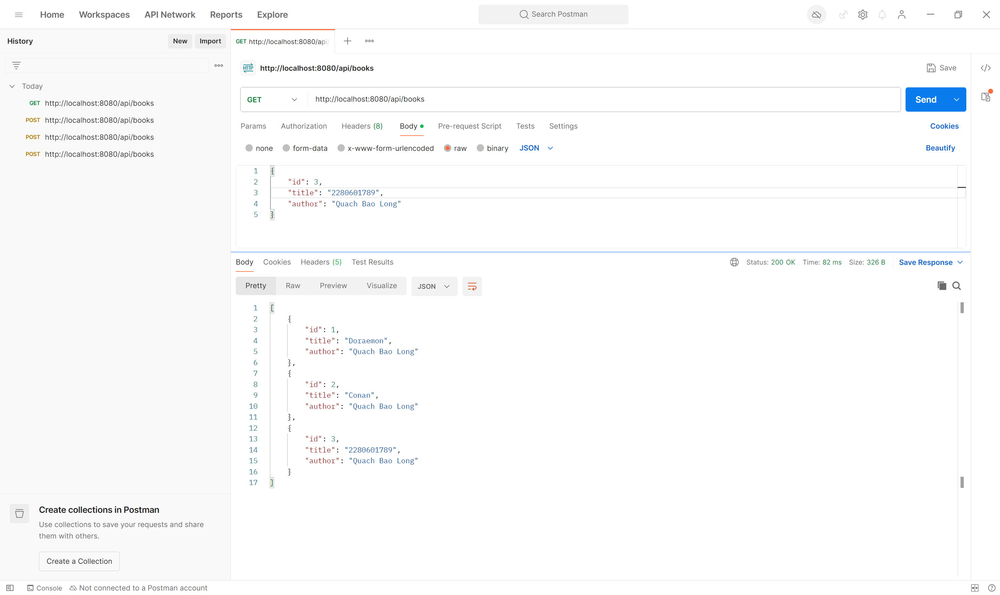 Home Workspaces API Network Reports Explore Search Postman
History New Import
GET http://localhost:8080/api/
Today
GET http://localhost:8080/api/books
POST http://localhost:8080/api/books
POST http://localhost:8080/api/books
POST http://localhost:8080/api/books
Create collections in Postman
Use collections to save your requests and share
them with others.
Create a Collection
HTTP http://localhost:8080/api/books Save
GET http://localhost:8080/api/books Send
Params Authorization Headers (8) Body Pre-request Script Tests Settings Cookies
none form-data x-www-form-urlencoded raw binary JSON Beautify
1 {
2 "id": 3,
3 "title": "2280601789",
4 "author": "Quach Bao Long"
5 }
Body Cookies Headers (5) Test Results Status: 200 OK Time: 82 ms Size: 326 B Save Response
Pretty Raw Preview Visualize JSON
1 [
2 {
3 "id": 1,
4 "title": "Doraemon",
5 "author": "Quach Bao Long"
6 },
7 {
8 "id": 2,
9 "title": "Conan",
10 "author": "Quach Bao Long"
11 },
12 {
13 "id": 3,
14 "title": "2280601789",
15 "author": "Quach Bao Long"
16 }
17 ]
Console Not connected to a Postman account